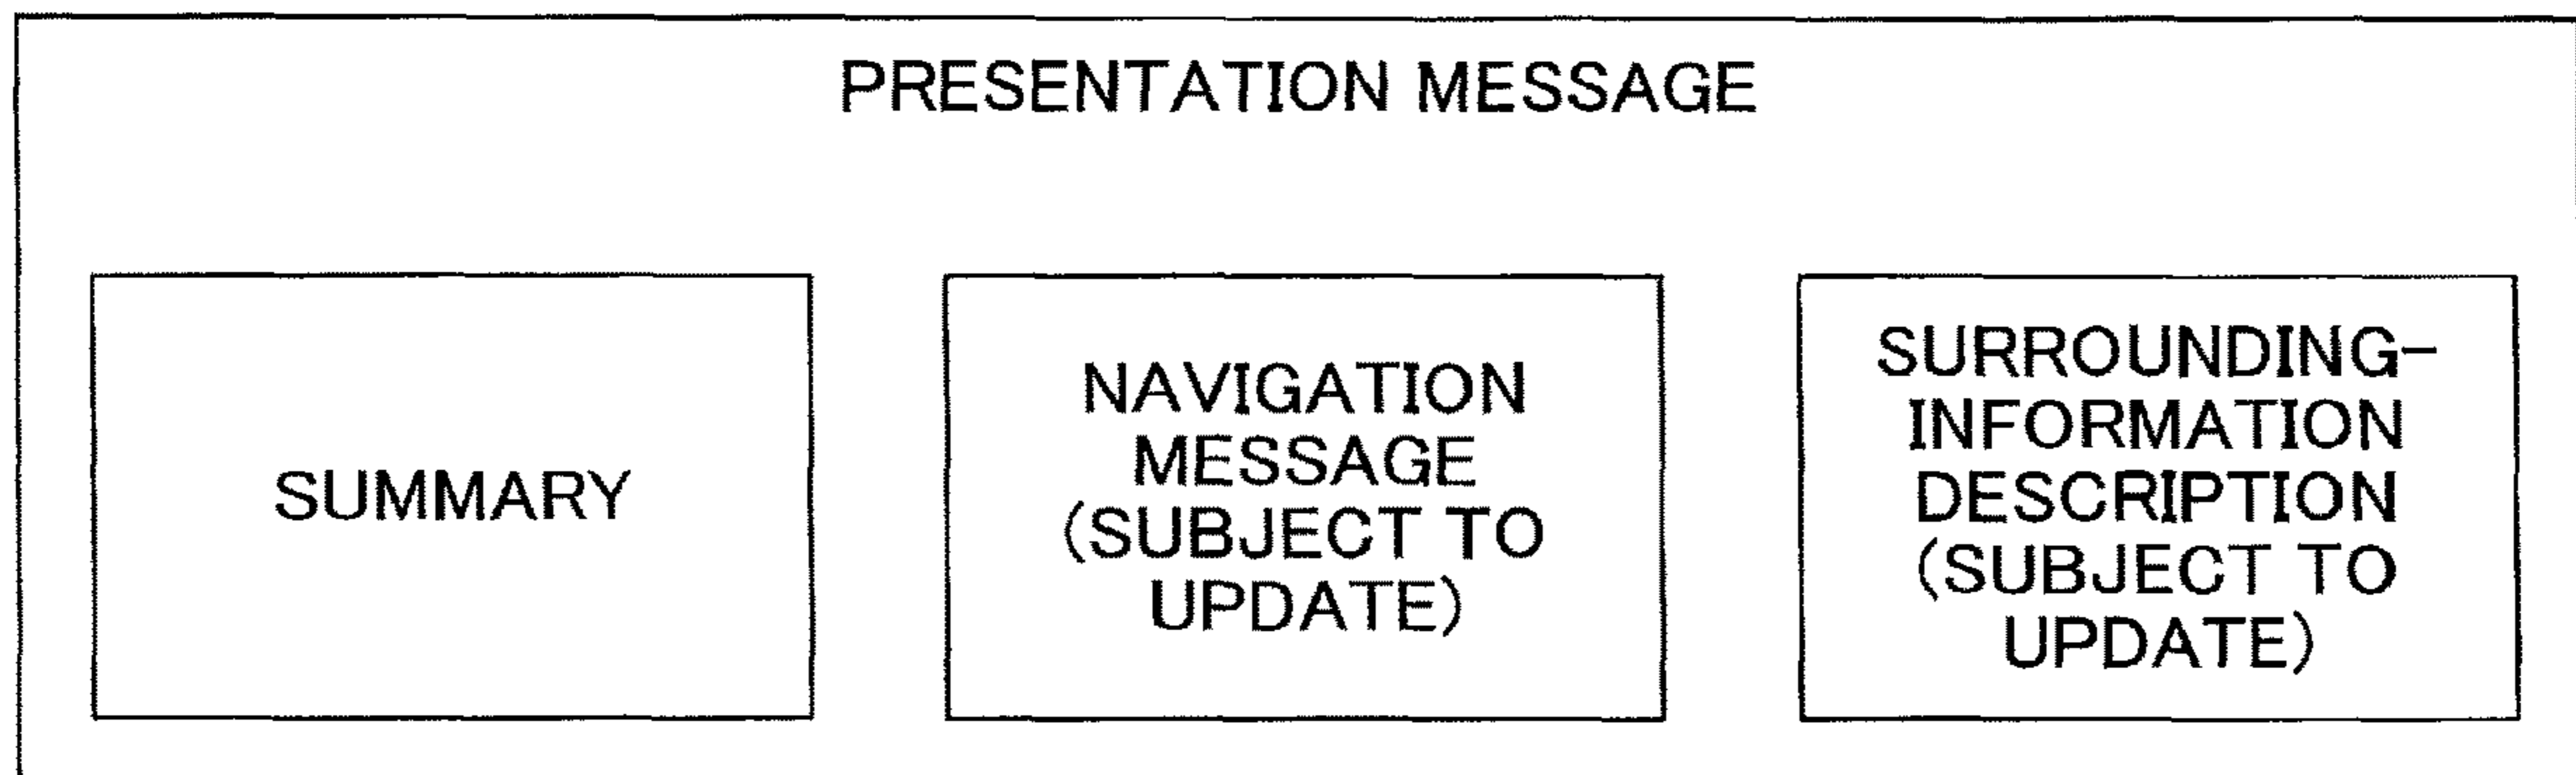 PRESENTATION MESSAGE
SUMMARY
NAVIGATION
MESSAGE
(SUBJECT TO
UPDATE)
SURROUNDING-
INFORMATION
DESCRIPTION
(SUBJECT TO
UPDATE)